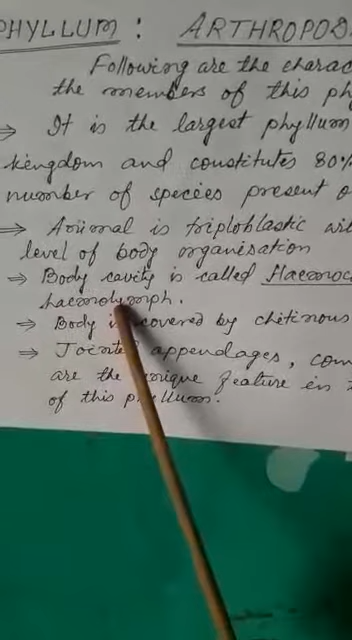 PHYLLUM : ARTHROPOD
Following are the charac
the members of this ph
⇒ It is the largest phyllum
kingdom and constitutes 80%
number of species present o
⇒ Animal is triploblastic wi
level of body organisation
⇒ Body cavity is called Haemoc
haemolymph.
⇒ Body is covered by chitinous
⇒ Jointed appendages, com
are the unique feature in
of this phyllum.